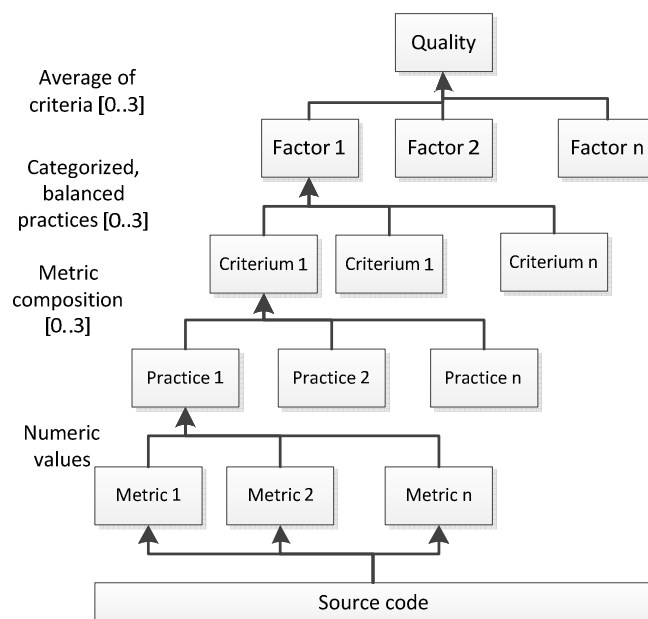 Quality
Average of
criteria [0..3]
Factor 1
Factor 2
Factor n
Categorized,
balanced
practices [0..3]
Criterium 1
Criterium 1
Criterium n
Metric
composition
[0..3]
Practice 1
Practice 2
Practice n
Numeric
values
Metric 1
Metric 2
Metric n
Source code